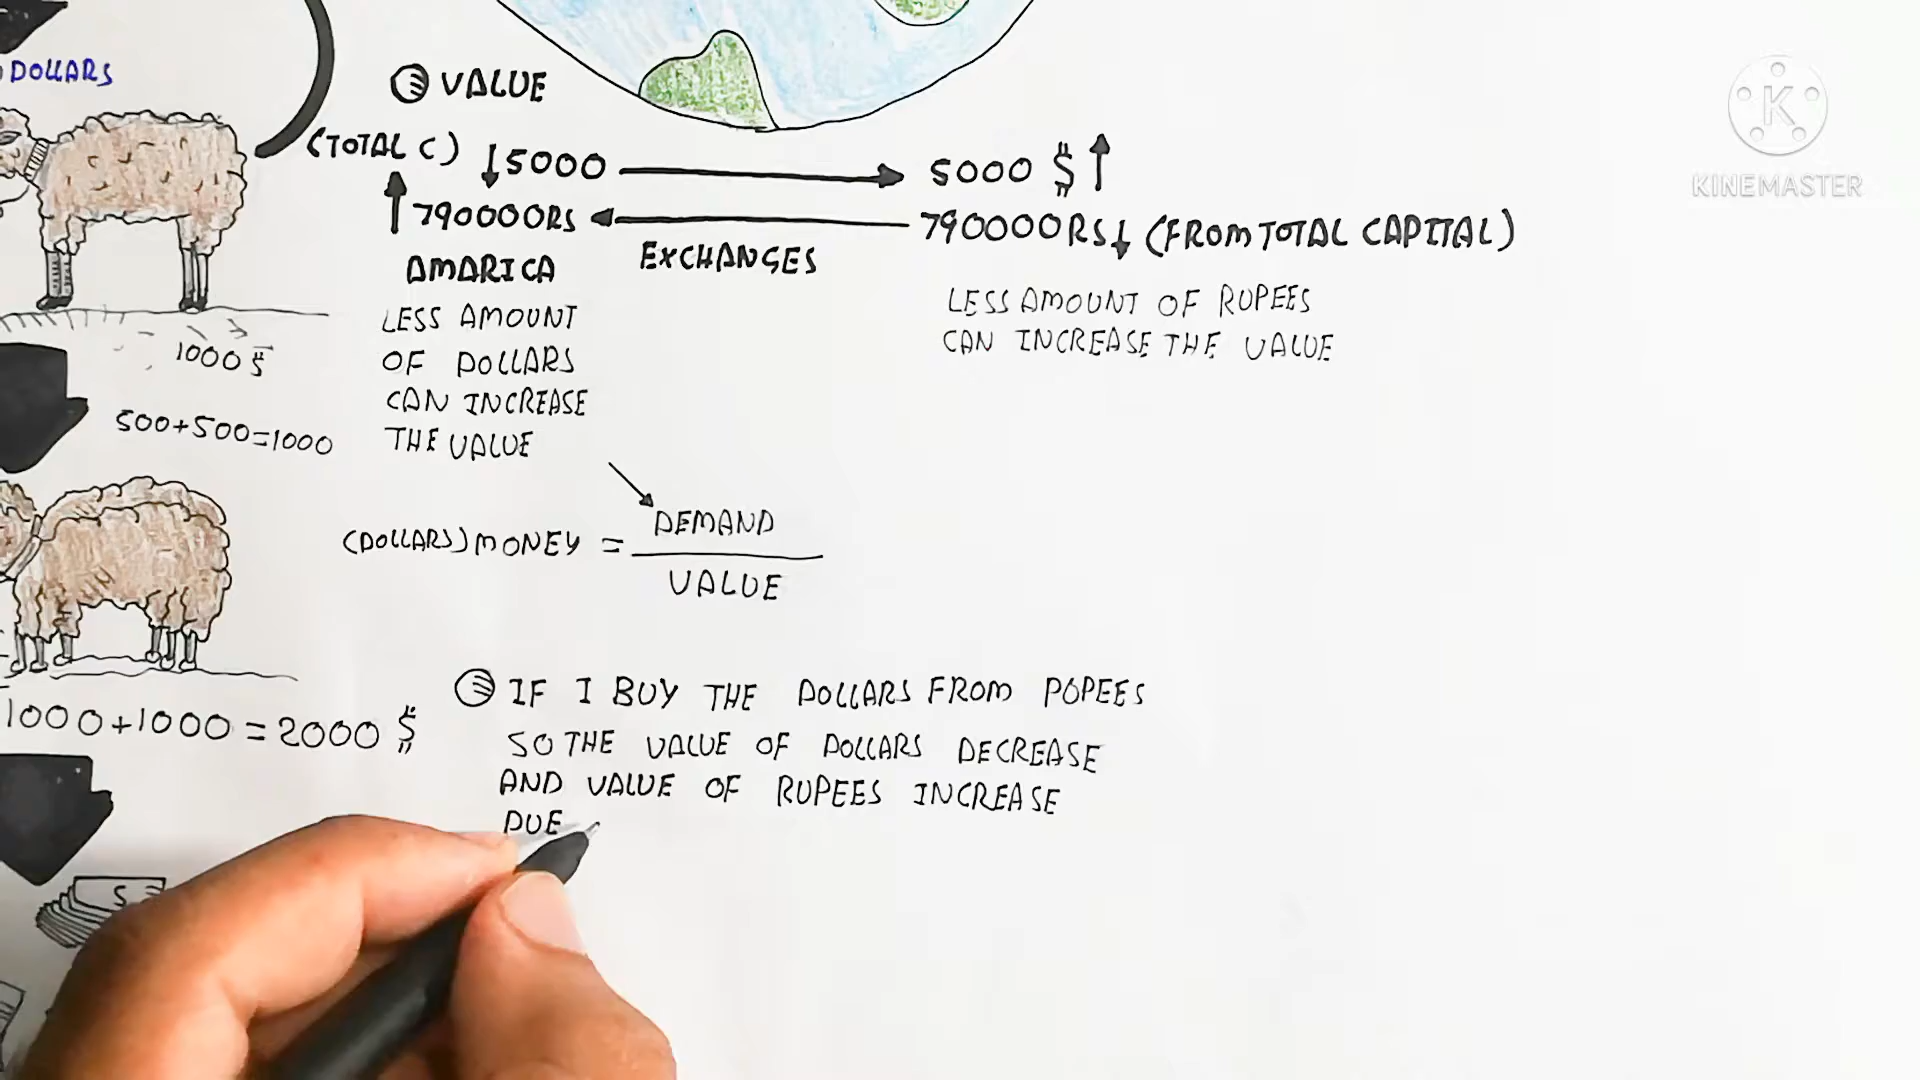 DOLLARS
VALUE
(TOTAL C) ↓5000 → 5000 $↑
↑790000RS ← 790000RS↓ (FROM TOTAL CAPITAL)
EXCHANGES
AMARICA
LESS AMOUNT
OF DOLLARS
CAN INCREASE
THE VALUE
LESS AMOUNT OF RUPEES
CAN INCREASE THE VALUE
1000 $
500+500=1000
(DOLLARS) MONEY = DEMAND
VALUE
1000+1000=2000 $
IF I BUY THE DOLLARS FROM POPEES
SO THE VALUE OF DOLLARS DECREASE
AND VALUE OF RUPEES INCREASE
DUE
K
KINEMASTER